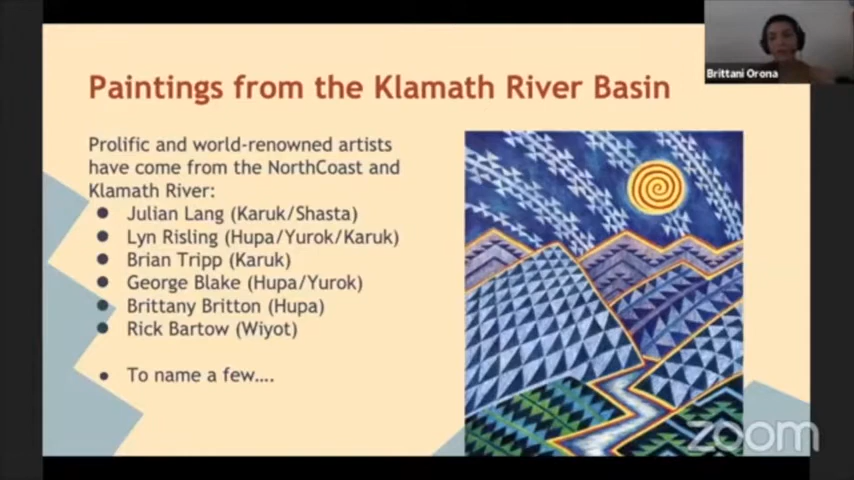 Brittani Orona
Paintings from the Klamath River Basin
Prolific and world-renowned artists
have come from the NorthCoast and
Klamath River:
● Julian Lang (Karuk/Shasta)
● Lyn Risling (Hupa/Yurok/Karuk)
● Brian Tripp (Karuk)
● George Blake (Hupa/Yurok)
● Brittany Britton (Hupa)
● Rick Bartow (Wiyot)
● To name a few....
zoom